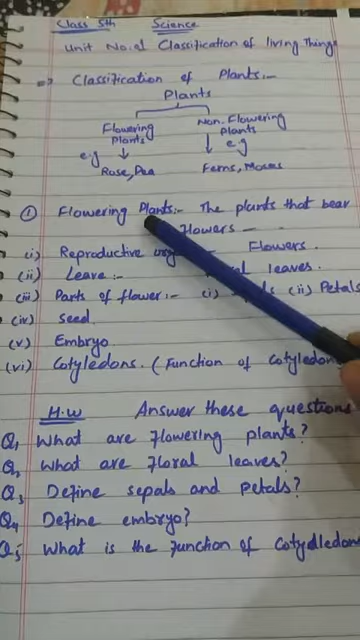 Class 5th Science
Unit No.01 Classification of living Things
=> Classification of Plants:-
Plants
Flowering Plants
Non. Flowering Plants
e.g
e.g
Rose, Pea
Ferns, Moses
① Flowering Plants:- The plants that bear
Flowers -
(i) Reproductive Flowers.
(ii) Leave:- leaves.
(iii) Parts of flower:- (i) (ii) Petals
(iv) Seed
(v) Embryo
(vi) Cotyledons. (Function of Cotyledon
H.W Answer these questions
Q1 What are flowering plants?
Q2 What are floral leaves?
Q3 Define sepals and petals?
Q4 Define embryo?
Q5 What is the function of Cotydledon